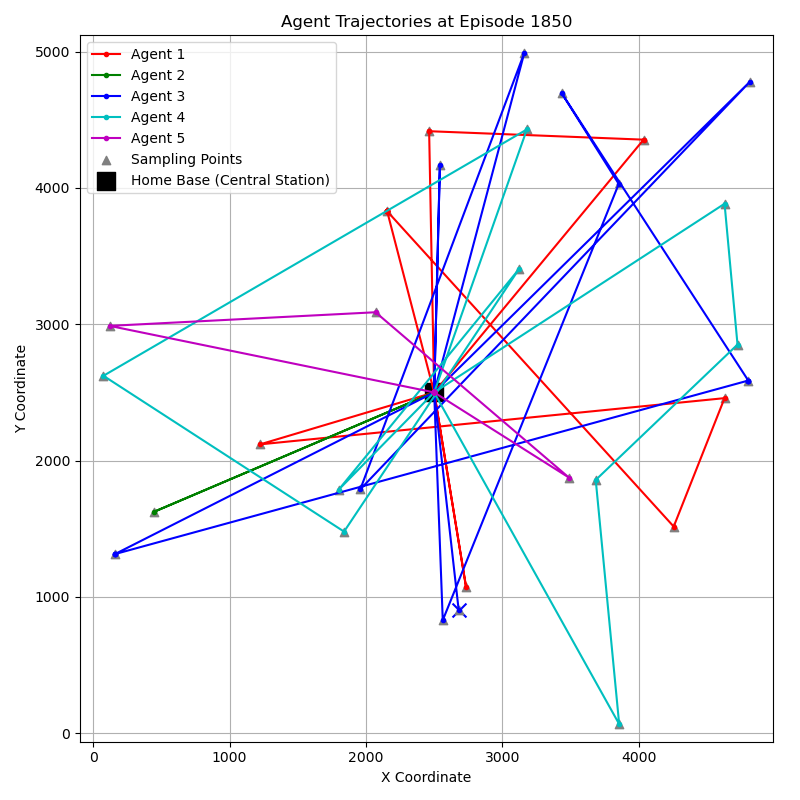 Agent Trajectories at Episode 1850
Agent 1
Agent 2
Agent 3
Agent 4
Agent 5
Sampling Points
Home Base (Central Station)
5000
4000
3000
2000
1000
0
Y Coordinate
0 1000 2000 3000 4000
X Coordinate